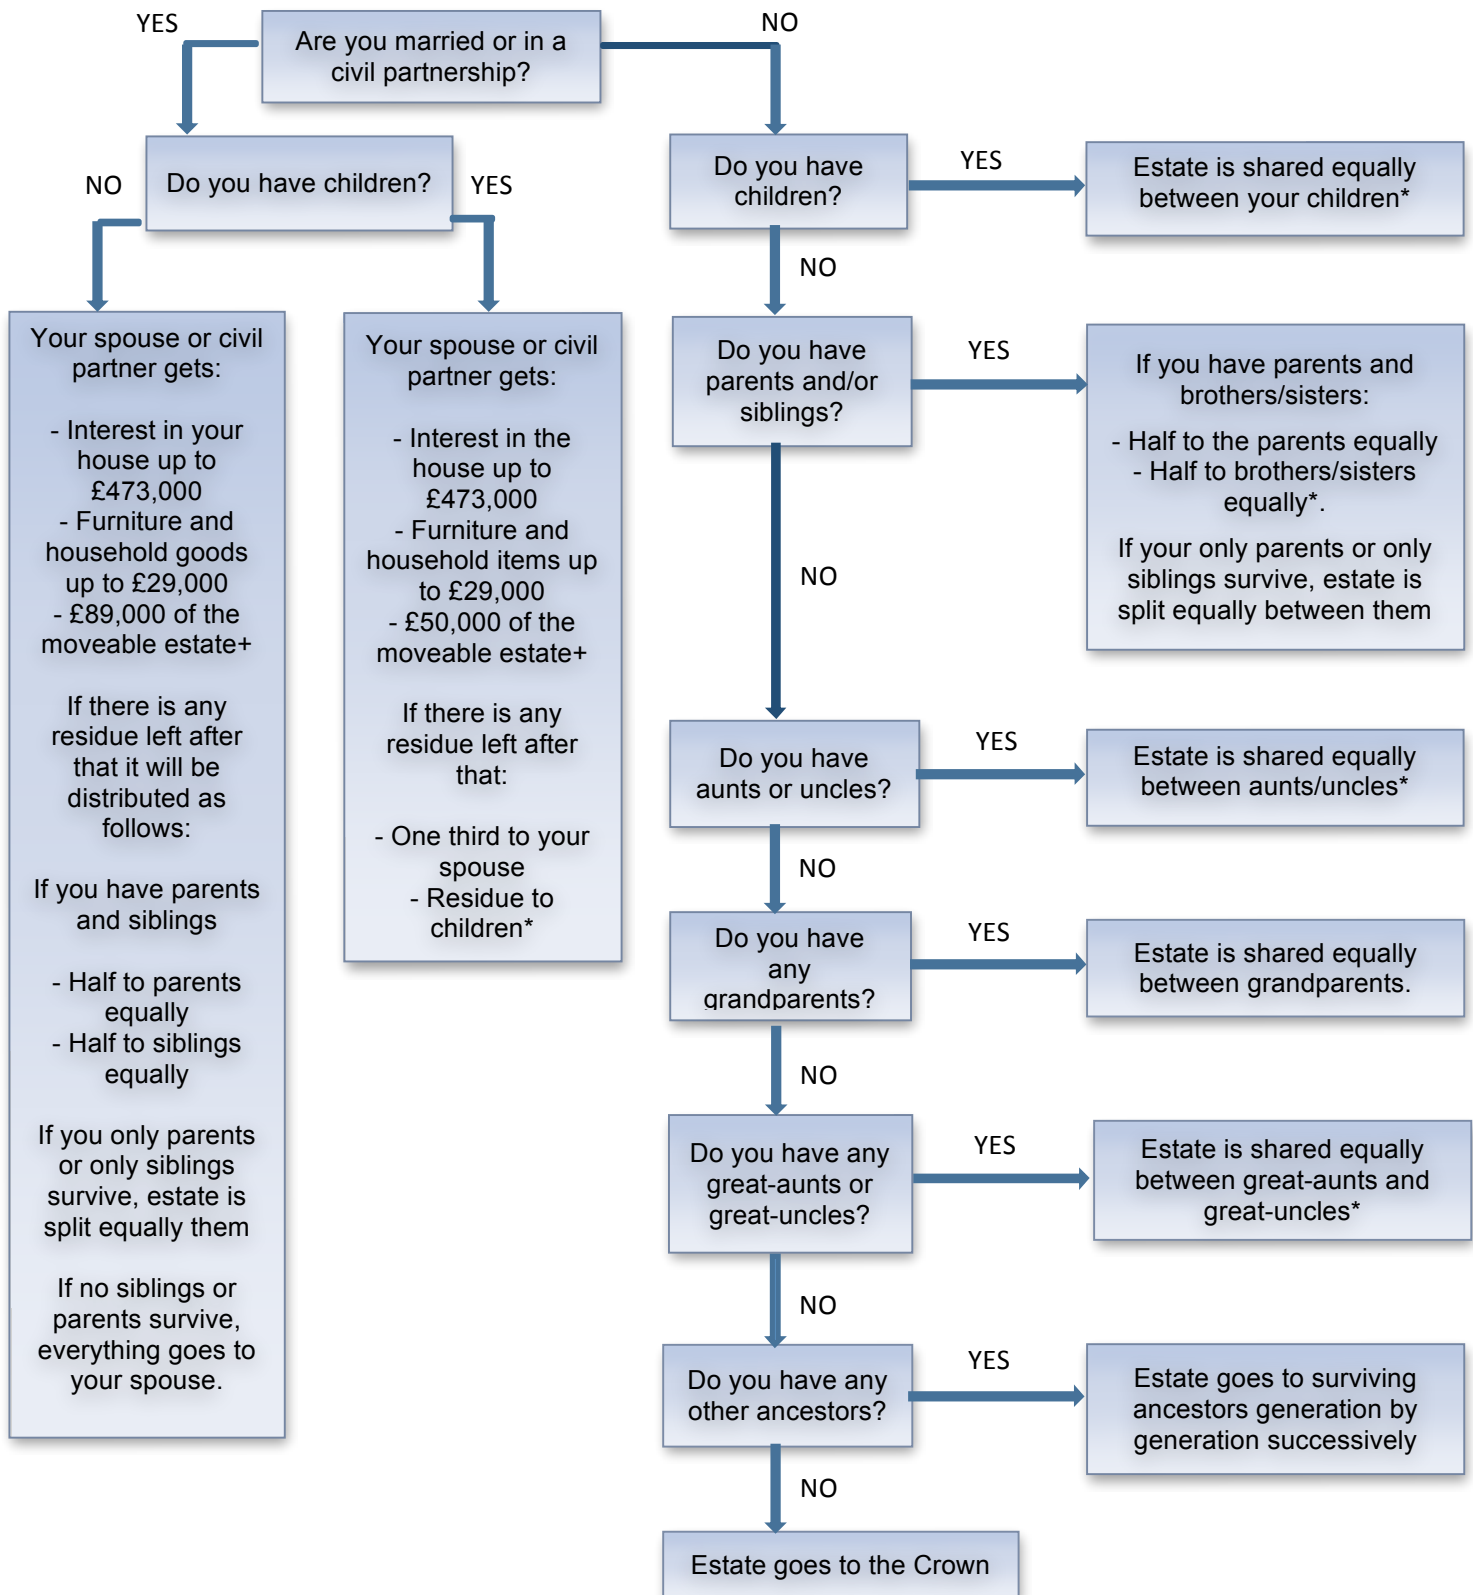 YES
Are you married or in a
civil partnership?
NO
NO
Do you have children?
YES
Do you have
children?
YES
Estate is shared equally
between your children*
NO
Your spouse or civil
partner gets:
- Interest in your
house up to
£473,000
- Furniture and
household goods
up to £29,000
- £89,000 of the
moveable estate+
If there is any
residue left after
that it will be
distributed as
follows:
If you have parents
and siblings
- Half to parents
equally
- Half to siblings
equally
If you only parents
or only siblings
survive, estate is
split equally them
If no siblings or
parents survive,
everything goes to
your spouse.
Your spouse or civil
partner gets:
- Interest in the
house up to
£473,000
- Furniture and
household items up
to £29,000
- £50,000 of the
moveable estate+
If there is any
residue left after
that:
- One third to your
spouse
- Residue to
children*
Do you have
parents and/or
siblings?
YES
If you have parents and
brothers/sisters:
- Half to the parents equally
- Half to brothers/sisters
equally*.
If your only parents or only
siblings survive, estate is
split equally between them
NO
Do you have
aunts or uncles?
YES
Estate is shared equally
between aunts/uncles*
NO
Do you have
any
grandparents?
YES
Estate is shared equally
between grandparents.
NO
Do you have any
great-aunts or
great-uncles?
YES
Estate is shared equally
between great-aunts and
great-uncles*
NO
Do you have any
other ancestors?
YES
Estate goes to surviving
ancestors generation by
generation successively
NO
Estate goes to the Crown